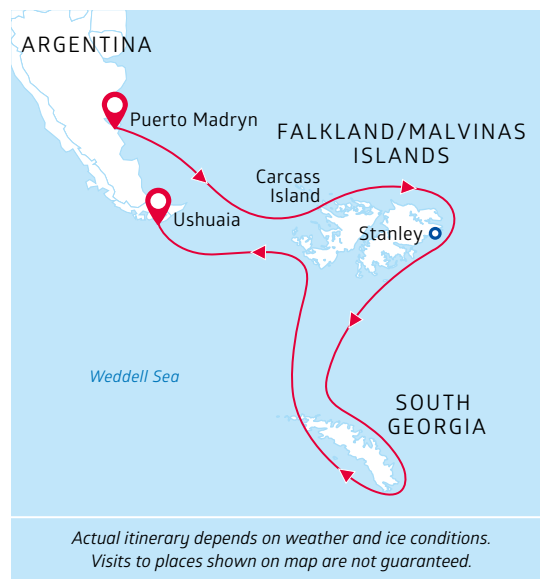 ARGENTINA
Puerto Madryn
FALKLAND/MALVINAS
ISLANDS
Carcass
Island
Ushuaia
Stanley
Weddell Sea
SOUTH
GEORGIA
Actual itinerary depends on weather and ice conditions.
Visits to places shown on map are not guaranteed.